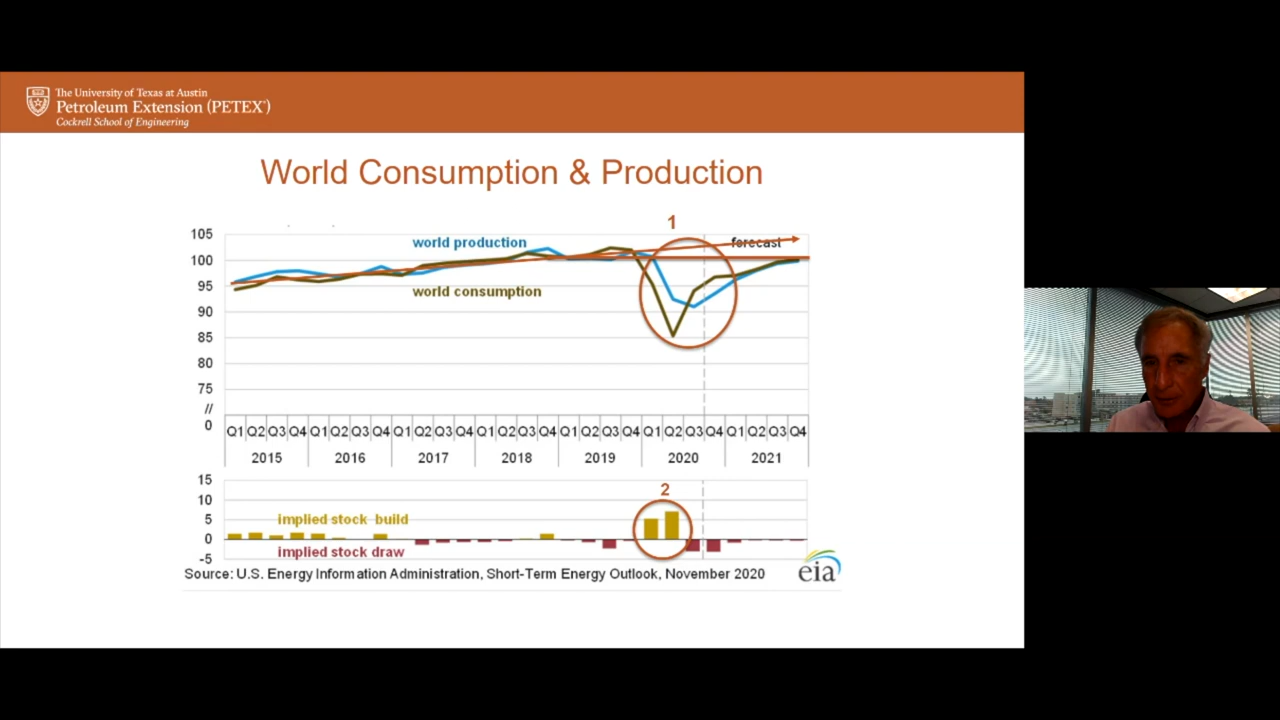 The University of Texas at Austin
Petroleum Extension (PETEX®)
Cockrell School of Engineering
World Consumption & Production
1
105
world production
forecast
100
95
world consumption
90
85
80
75
//
0
Q1 Q2 Q3 Q4 Q1 Q2 Q3 Q4 Q1 Q2 Q3 Q4 Q1 Q2 Q3 Q4 Q1 Q2 Q3 Q4 Q1 Q2 Q3 Q4 Q1 Q2 Q3 Q4
2015 2016 2017 2018 2019 2020 2021
15
2
10
5
implied stock build
0
implied stock draw
-5
Source: U.S. Energy Information Administration, Short-Term Energy Outlook, November 2020
eia